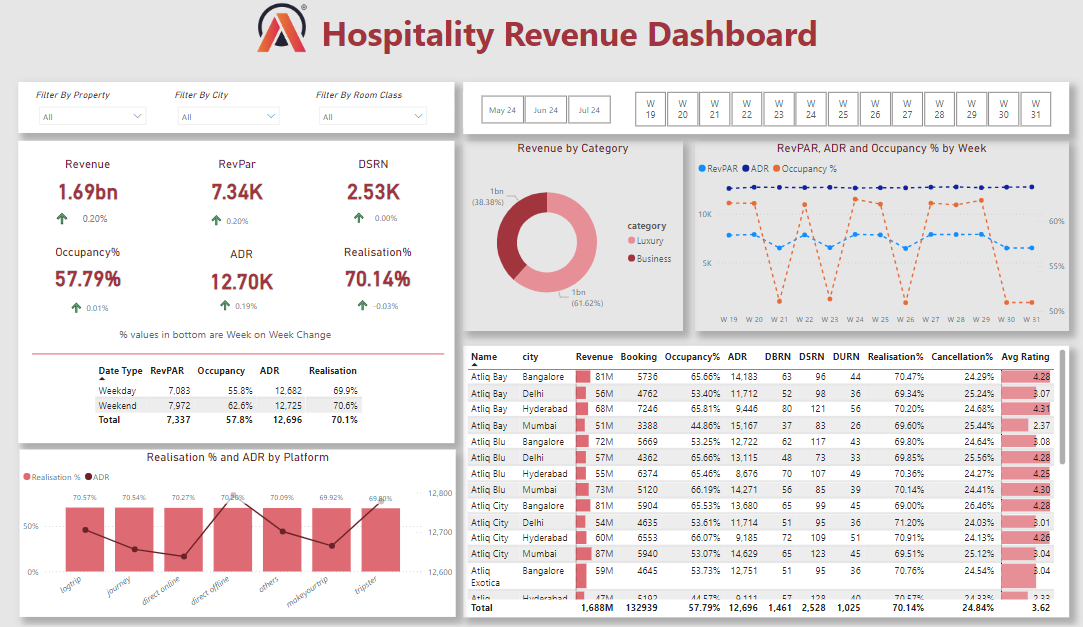 Hospitality Revenue Dashboard
Filter By Property
Filter By City
Filter By Room Class
All
All
All
May 24
Jun 24
Jul 24
W 19
W 20
W 21
W 22
W 23
W 24
W 25
W 26
W 27
W 28
W 29
W 30
W 31
Revenue
RevPar
DSRN
1.69bn
7.34K
2.53K
0.20%
0.20%
0.00%
Occupancy%
ADR
Realisation%
57.79%
12.70K
70.14%
0.01%
0.19%
-0.03%
% values in bottom are Week on Week Change
Date Type RevPAR Occupancy ADR Realisation
Weekday 7,083 55.8% 12,682 69.9%
Weekend 7,972 62.6% 12,725 70.6%
Total 7,337 57.8% 12,696 70.1%
Revenue by Category
1bn
(38.38%)
category
Luxury
Business
1bn
(61.62%)
RevPAR, ADR and Occupancy % by Week
RevPAR ADR Occupancy %
10K
5K
60%
55%
50%
W 19 W 20 W 21 W 22 W 23 W 24 W 25 W 26 W 27 W 28 W 29 W 30 W 31
Realisation % and ADR by Platform
Realisation % ADR
70.57% 70.54% 70.27% 70.20% 70.09% 69.92% 69.80%
50%
0%
12,800
12,700
12,600
logtrip
journey
direct online
direct offline
others
makeyourtrip
tripster
Name city Revenue Booking Occupancy% ADR DBRN DSRN DURN Realisation% Cancellation% Avg Rating
Atliq Bay Bangalore 81M 5736 65.66% 14,183 63 96 44 70.47% 24.29% 4.28
Atliq Bay Delhi 56M 4762 53.40% 11,712 52 98 36 69.34% 25.24% 3.07
Atliq Bay Hyderabad 68M 7246 65.81% 9,446 80 121 56 70.20% 24.68% 4.31
Atliq Bay Mumbai 51M 3388 44.86% 15,167 37 83 26 69.60% 25.44% 2.37
Atliq Blu Bangalore 72M 5669 53.25% 12,722 62 117 43 69.80% 24.64% 3.08
Atliq Blu Delhi 57M 4362 65.66% 13,115 48 73 33 69.85% 25.56% 4.28
Atliq Blu Hyderabad 55M 6374 65.46% 8,676 70 107 49 70.36% 24.27% 4.25
Atliq Blu Mumbai 73M 5120 66.19% 14,271 56 85 39 70.14% 24.41% 4.30
Atliq City Bangalore 81M 5904 65.53% 13,680 65 99 45 69.00% 26.46% 4.28
Atliq City Delhi 54M 4635 53.61% 11,714 51 95 36 71.20% 24.03% 3.01
Atliq City Hyderabad 60M 6553 66.07% 9,185 72 109 51 70.91% 24.13% 4.26
Atliq City Mumbai 87M 5940 53.07% 14,629 65 123 45 69.51% 25.12% 3.04
Atliq Exotica Bangalore 59M 4645 53.73% 12,751 51 95 36 70.76% 24.54% 3.04
Atliq Hyderabad 47M 5192 44.57% 9,111 57 128 40 70.57% 24.33% 2.33
Total 1,688M 132939 57.79% 12,696 1,461 2,528 1,025 70.14% 24.84% 3.62